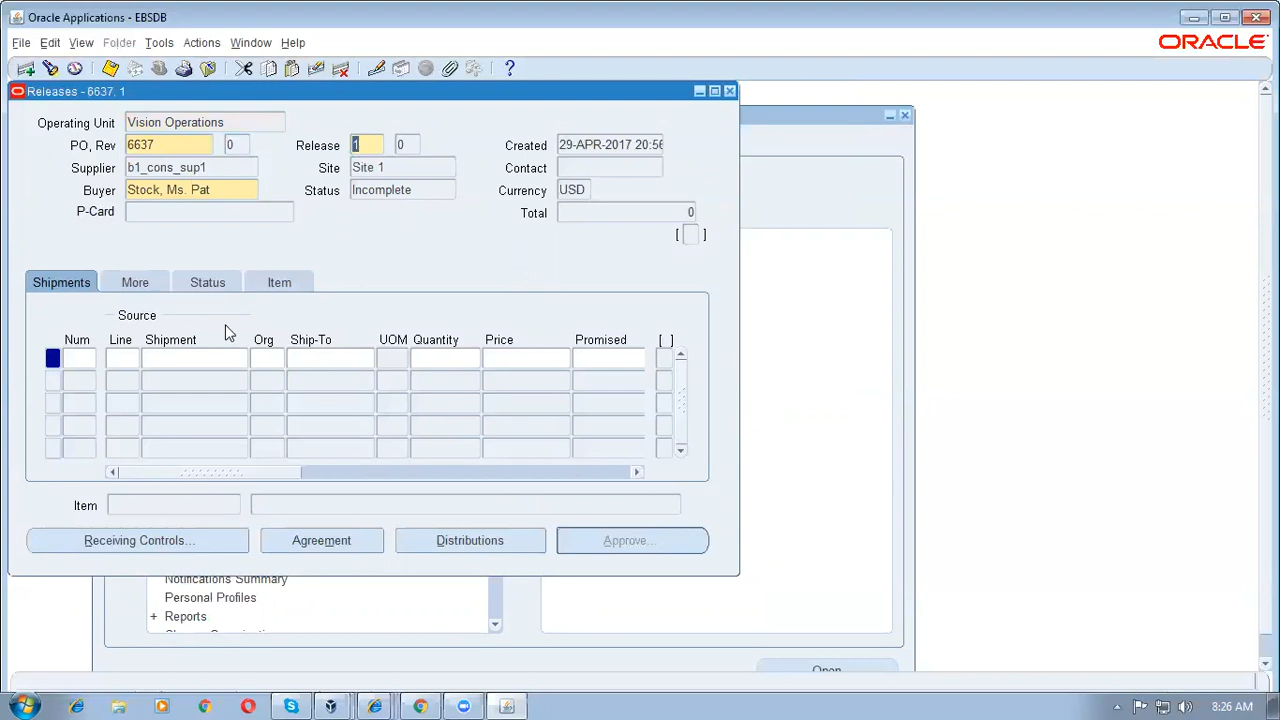 Oracle Applications - EBSDB
File Edit View Folder Tools Actions Window Help
ORACLE
Releases - 6637, 1
Operating Unit Vision Operations
PO, Rev 6637 0 Release 1 0 Created 29-APR-2017 20:56
Supplier b1_cons_sup1 Site Site 1 Contact
Buyer Stock, Ms. Pat Status Incomplete Currency USD
P-Card Total 0
[ ]
Shipments More Status Item
Source
Num Line Shipment Org Ship-To UOM Quantity Price Promised [ ]
Item
Receiving Controls... Agreement Distributions Approve...
Notifications Summary
Personal Profiles
+ Reports
Open
8:26 AM